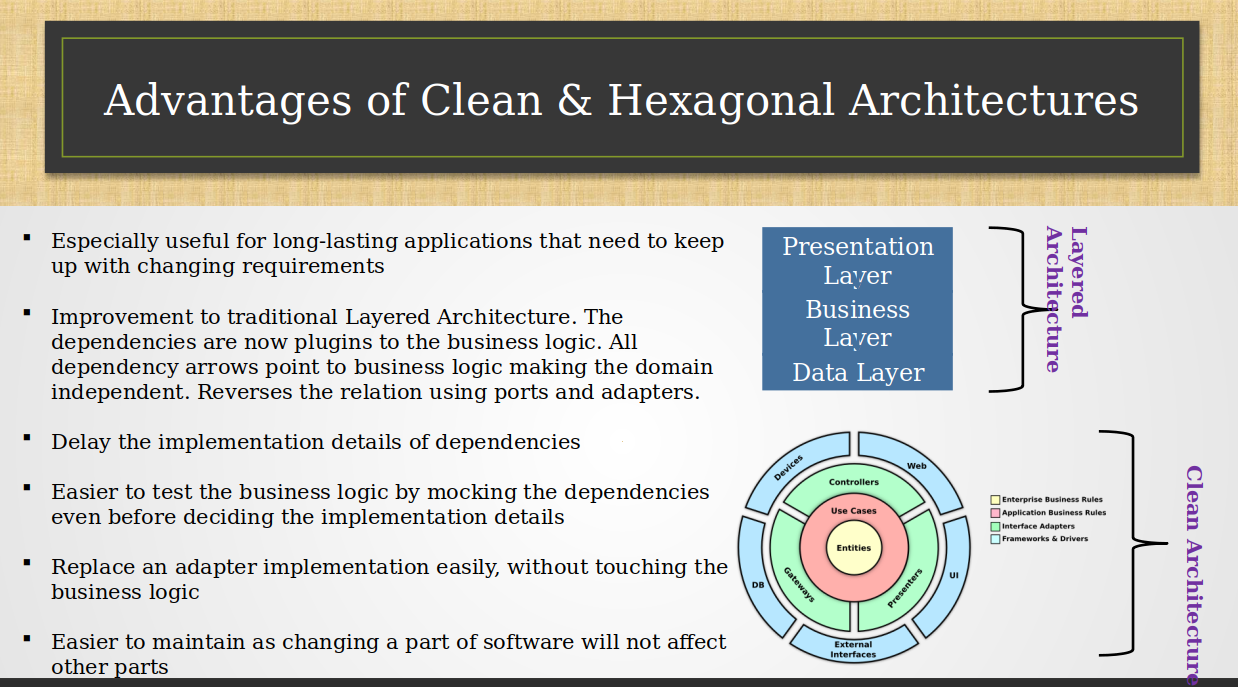 Advantages of Clean & Hexagonal Architectures
Especially useful for long-lasting applications that need to keep
up with changing requirements
Improvement to traditional Layered Architecture. The
dependencies are now plugins to the business logic. All
dependency arrows point to business logic making the domain
independent. Reverses the relation using ports and adapters.
Delay the implementation details of dependencies
Easier to test the business logic by mocking the dependencies
even before deciding the implementation details
Replace an adapter implementation easily, without touching the
business logic
Easier to maintain as changing a part of software will not affect
other parts
Presentation
Layer
Business
Layer
Data Layer
Layered
Architecture
Devices
Web
Controllers
Use Cases
Entities
Gateways
Presenters
DB
UI
External
Interfaces
Enterprise Business Rules
Application Business Rules
Interface Adapters
Frameworks & Drivers
Clean Architecture